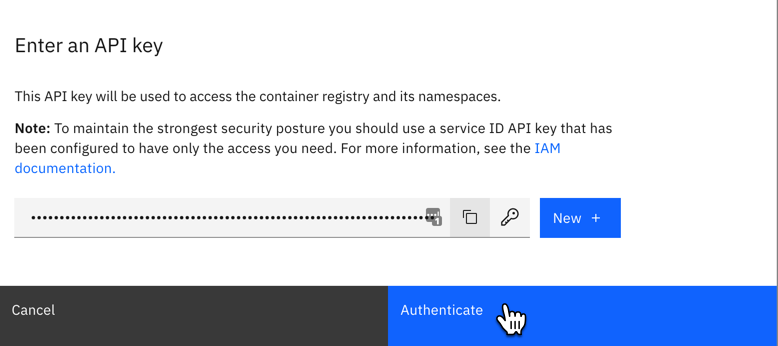 Enter an API key
This API key will be used to access the container registry and its namespaces.
Note: To maintain the strongest security posture you should use a service ID API key that has
been configured to have only the access you need. For more information, see the IAM
documentation.
••••••••••••••••••••••••••••••••••••••••••••••••••••••••••••••••••••••• 1
New +
Cancel
Authenticate